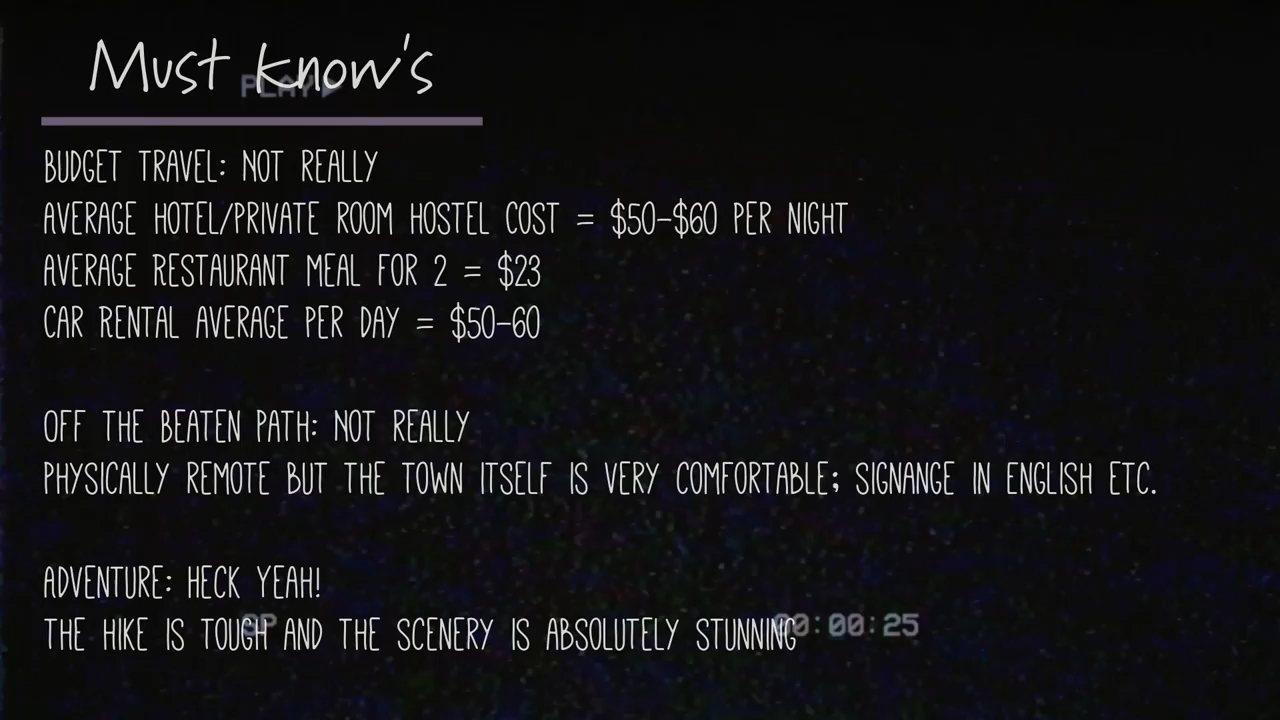 Must Know's
PLAY
BUDGET TRAVEL: NOT REALLY
AVERAGE HOTEL/PRIVATE ROOM HOSTEL COST = $50-$60 PER NIGHT
AVERAGE RESTAURANT MEAL FOR 2 = $23
CAR RENTAL AVERAGE PER DAY = $50-60
OFF THE BEATEN PATH: NOT REALLY
PHYSICALLY REMOTE BUT THE TOWN ITSELF IS VERY COMFORTABLE; SIGNANGE IN ENGLISH ETC.
ADVENTURE: HECK YEAH!
THE HIKE IS TOUGH AND THE SCENERY IS ABSOLUTELY STUNNING
00:00:25